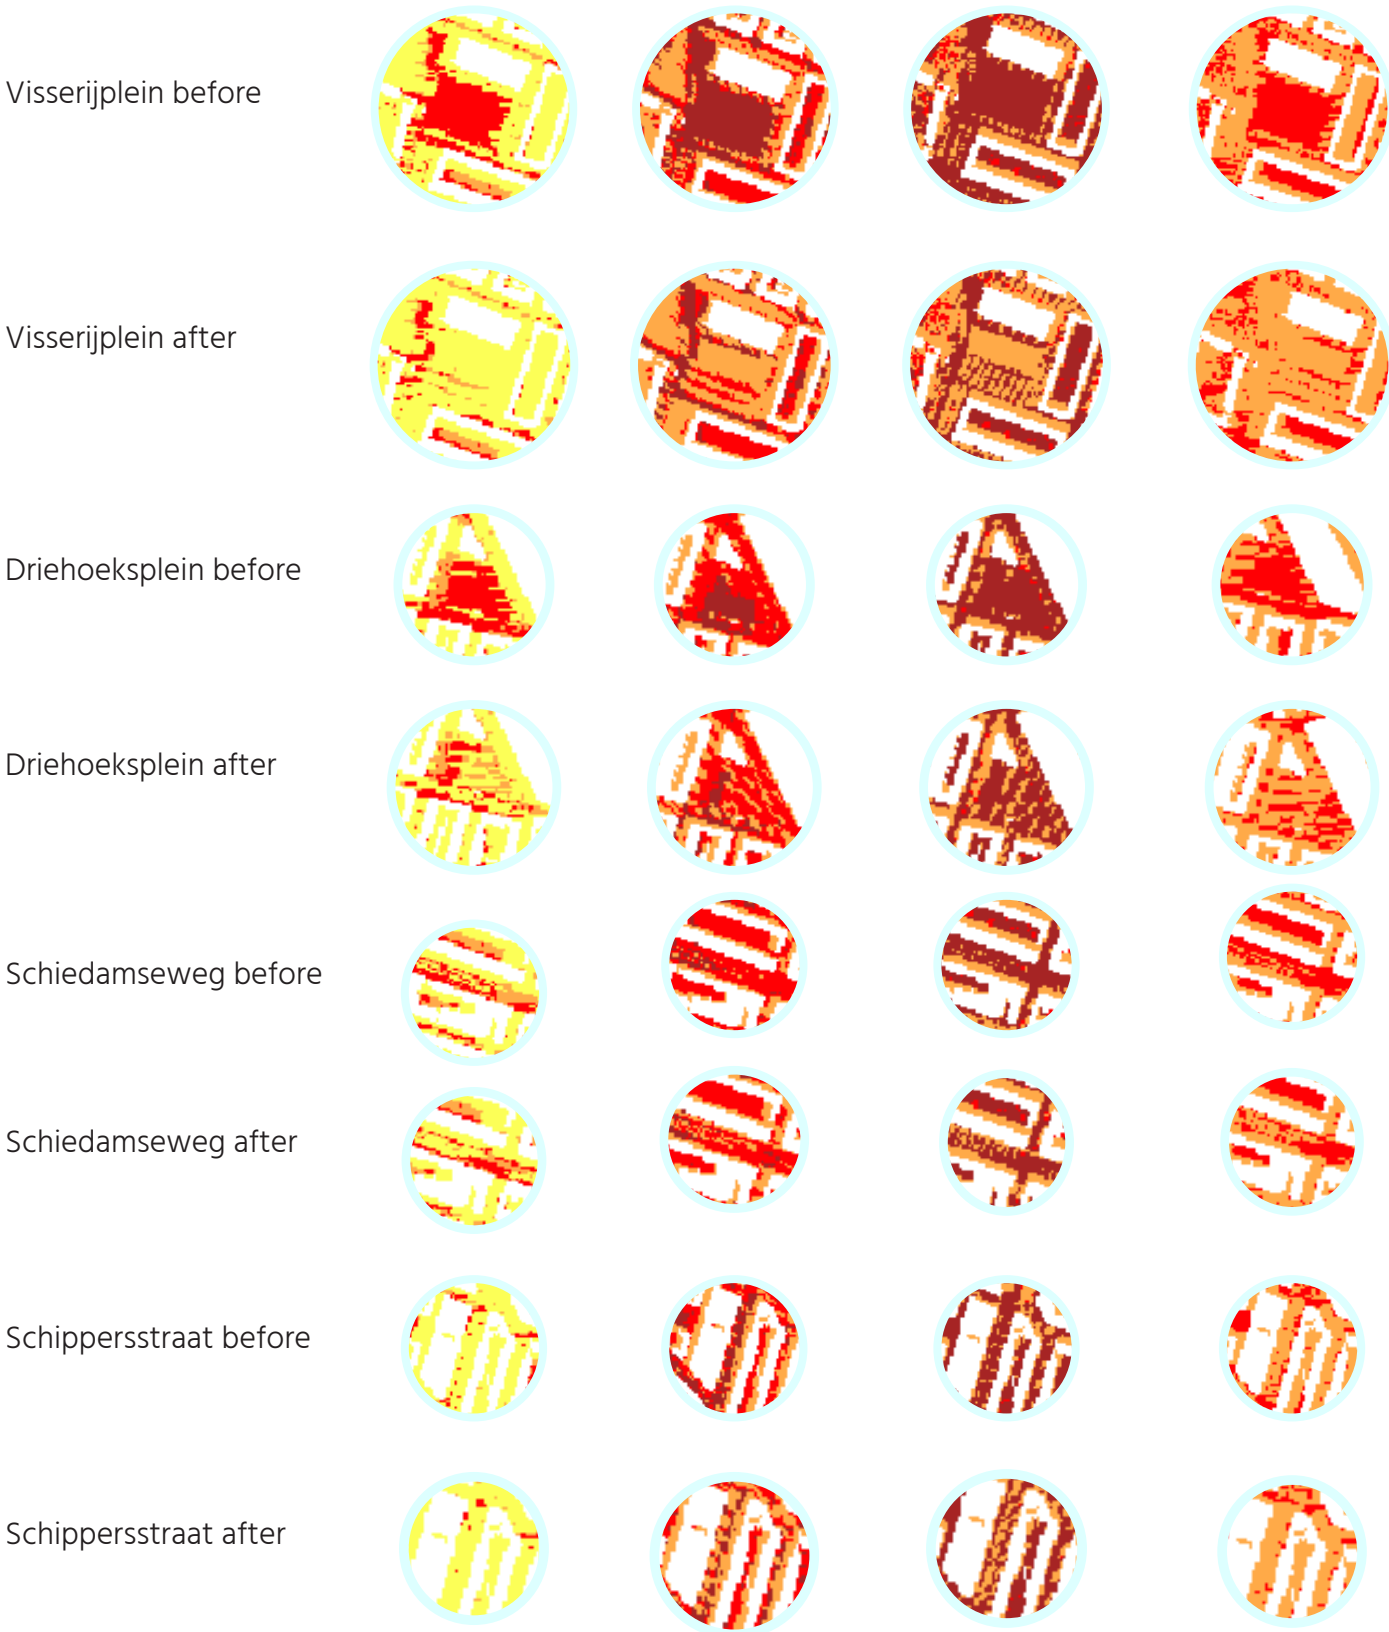 Visserijplein before
Visserijplein after
Driehoeksplein before
Driehoeksplein after
Schiedamseweg before
Schiedamseweg after
Schippersstraat before
Schippersstraat after